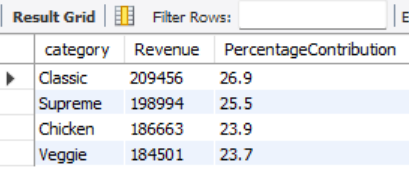 Result Grid Filter Rows: E
category Revenue PercentageContribution
Classic 209456 26.9
Supreme 198994 25.5
Chicken 186663 23.9
Veggie 184501 23.7